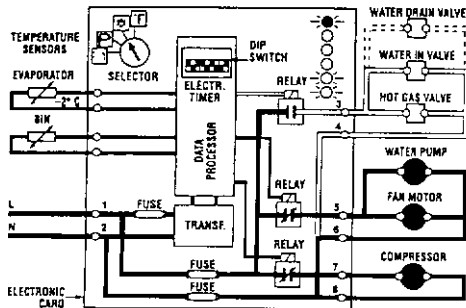 WATER DRAIN VALVE
TEMPERATURE
SENSORS
DIP
SWITCH
WATER IN VALVE
EVAPORATOR
SELECTOR
ELECTR.
TIMER
RELAY
HOT GAS VALVE
-2° C
3
BIN
4
DATA
PROCESSOR
WATER PUMP
RELAY
FAN MOTOR
L
1
FUSE
5
N
2
TRANSF.
6
RELAY
COMPRESSOR
FUSE
7
ELECTRONIC
CARD
FUSE
8